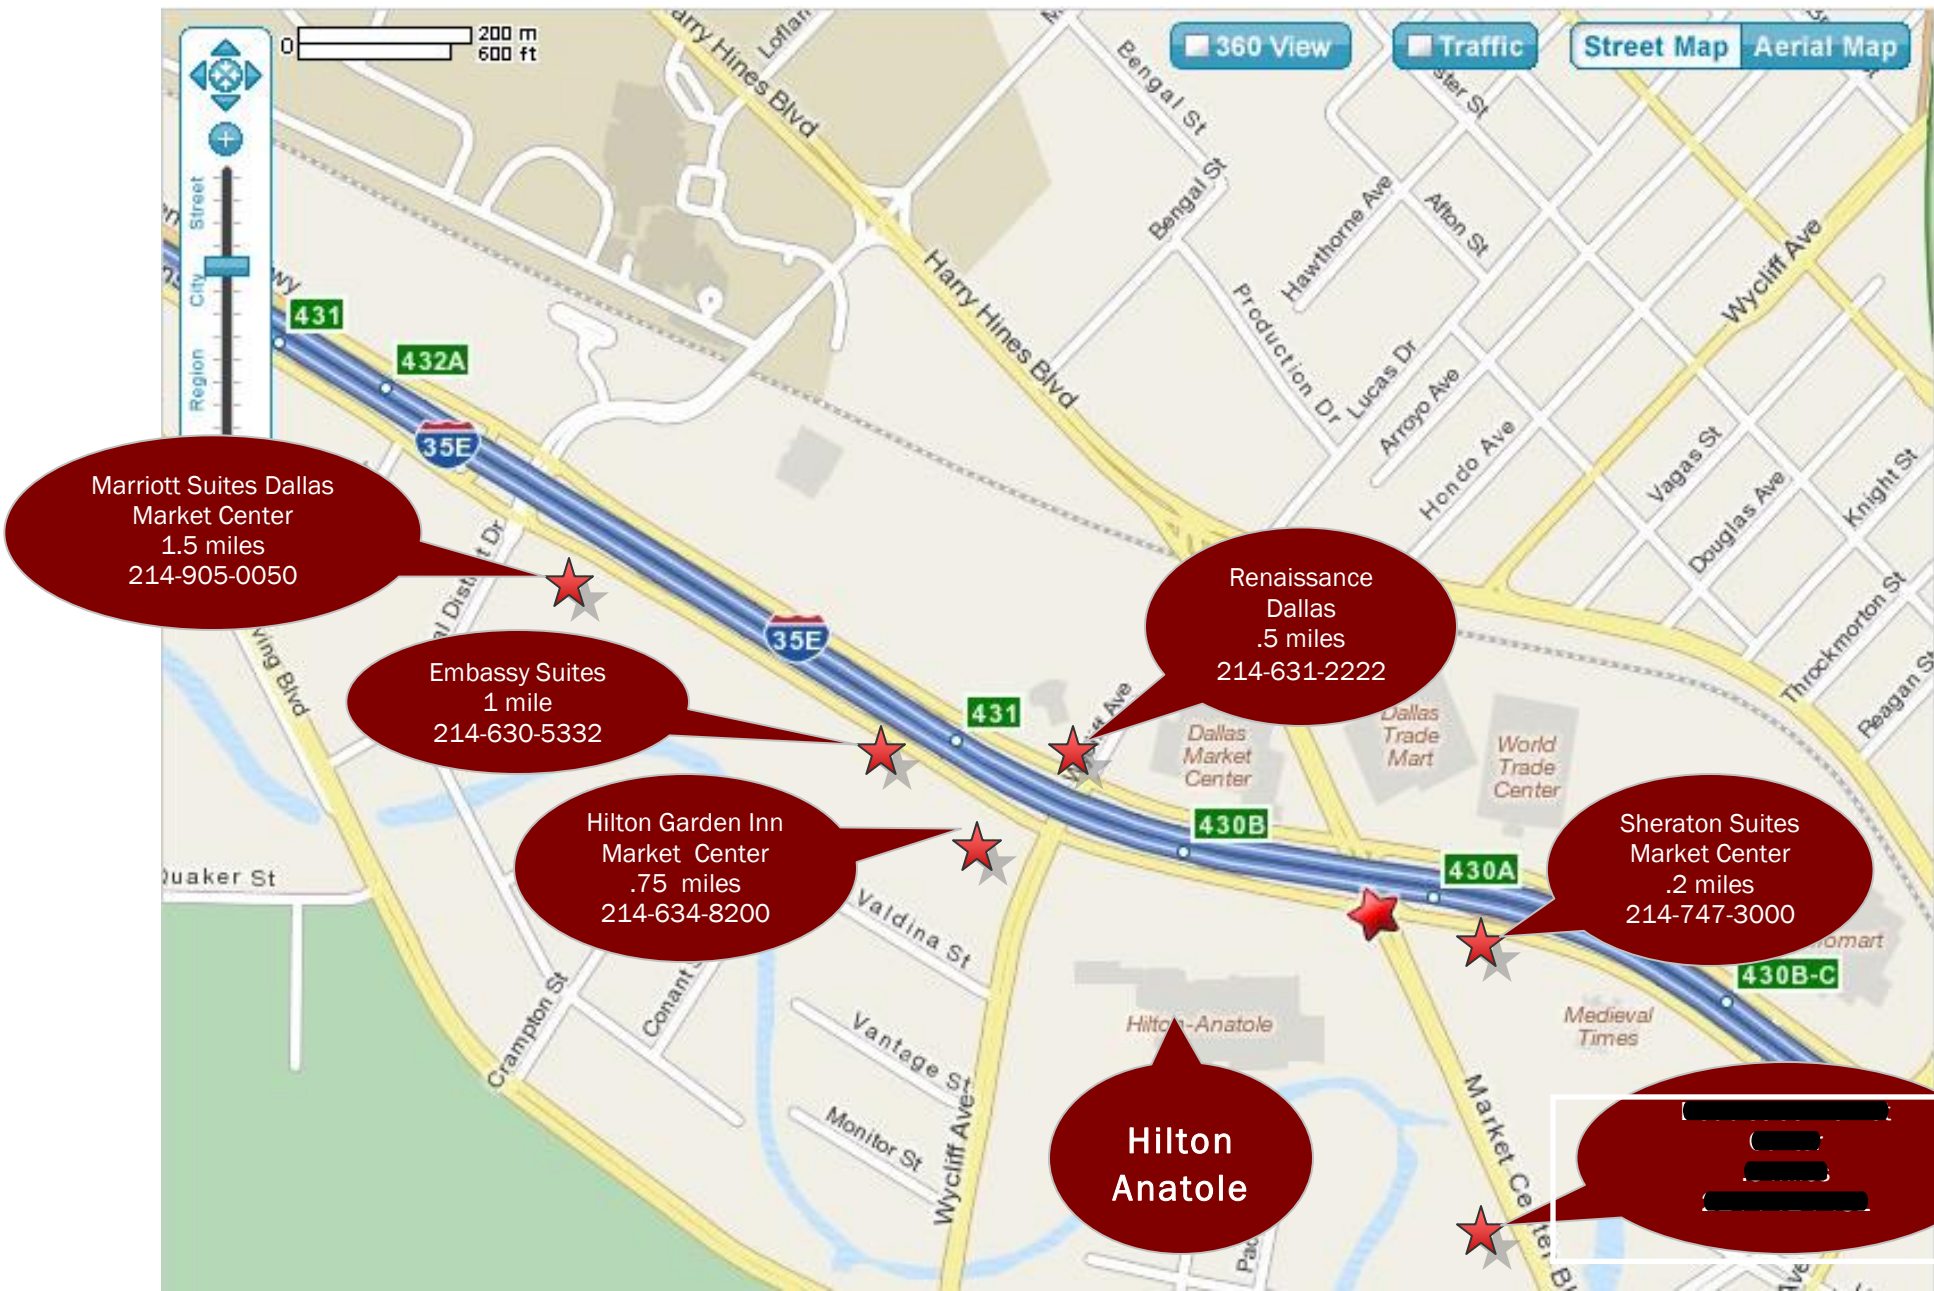 0
200 m
600 ft
360 View
Traffic
Street Map
Aerial Map
Street
City
Region
Harry Hines Blvd
Bengal St
Bengal St
Hawthorne Ave
Afton St
Wycliff Ave
Harry Hines Blvd
Production Dr
Lucas Dr
Arroyo Ave
Hondo Ave
Vagas St
Douglas Ave
Knight St
Throckmorton St
Reagan St
431
432A
35E
35E
431
430B
430A
430B-C
Marriott Suites Dallas
Market Center
1.5 miles
214-905-0050
Embassy Suites
1 mile
214-630-5332
Hilton Garden Inn
Market Center
.75 miles
214-634-8200
Renaissance
Dallas
.5 miles
214-631-2222
Dallas
Market
Center
Dallas
Trade
Mart
World
Trade
Center
Sheraton Suites
Market Center
.2 miles
214-747-3000
Quaker St
Valdina St
Vantage St
Monitor St
Crampton St
Conant
Wycliff Ave
Hilton-Anatole
Medieval
Times
Hilton
Anatole
Market Center Bl